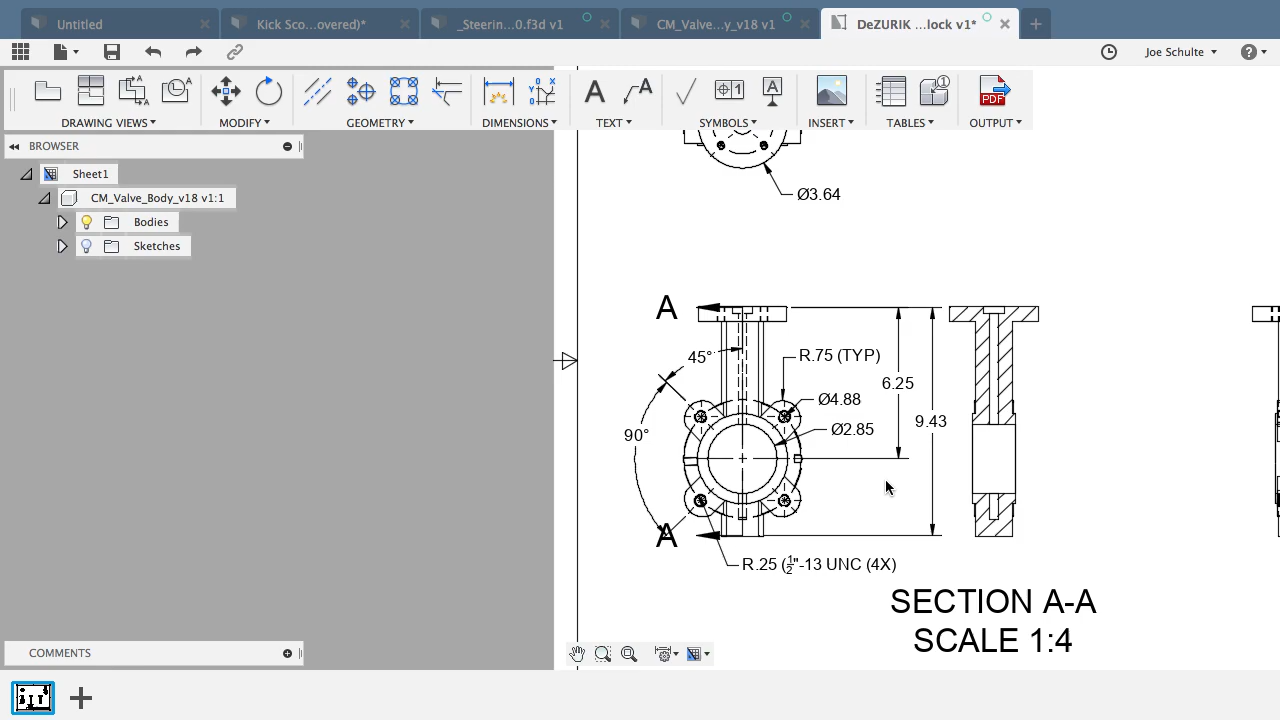 Untitled
Kick Sco...overed)*
_Steerin...0.f3d v1
CM_Valve...y_v18 v1
DeZURIK ...lock v1*
Joe Schulte
DRAWING VIEWS
MODIFY
GEOMETRY
DIMENSIONS
TEXT
SYMBOLS
INSERT
TABLES
OUTPUT
PDF
BROWSER
Sheet1
CM_Valve_Body_v18 v1:1
Bodies
Sketches
Ø3.64
A
45°
R.75 (TYP)
6.25
Ø4.88
9.43
Ø2.85
90°
A
R.25 (½"-13 UNC (4X)
SECTION A-A
SCALE 1:4
COMMENTS